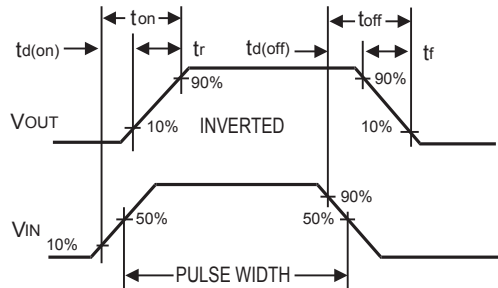 ton toff
td(on) tr td(off) tf
90% 90%
VOUT 10% INVERTED 10%
90%
50% 50%
VIN
10%
PULSE WIDTH